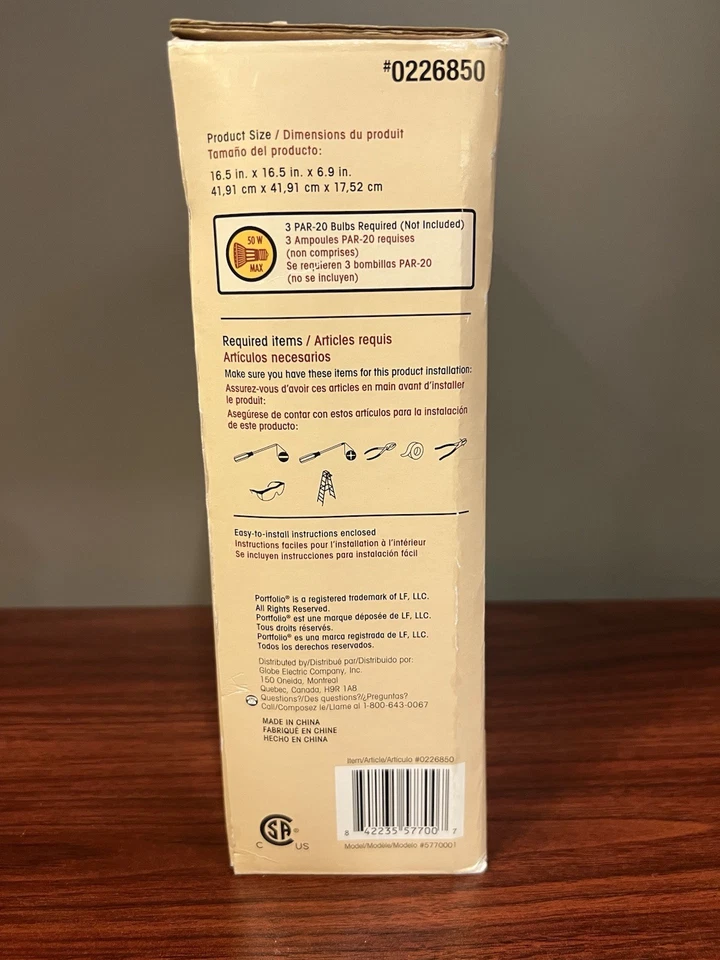 #0226850
Product Size / Dimensions du produit
Tamaño del producto:
16.5 in. x 16.5 in. x 6.9 in.
41,91 cm x 41,91 cm x 17,52 cm
50 W
MAX
3 PAR-20 Bulbs Required (Not Included)
3 Ampoules PAR-20 requises
(non comprises)
Se requieren 3 bombillas PAR-20
(no se incluyen)
Required items / Articles requis
Artículos necesarios
Make sure you have these items for this product installation:
Assurez-vous d'avoir ces articles en main avant d'installer
le produit:
Asegúrese de contar con estos artículos para la instalación
de este producto:
Easy-to-install instructions enclosed
Instructions faciles pour l'installation à l'intérieur
Se incluyen instrucciones para instalación fácil
Portfolio® is a registered trademark of LF, LLC.
All Rights Reserved.
Portfolio® est une marque déposée de LF, LLC.
Tous droits réservés.
Portfolio® es una marca registrada de LF, LLC.
Todos los derechos reservados.
Distributed by/Distribué par/Distribuido por:
Globe Electric Company, Inc.
150 Oneida, Montreal
Quebec, Canada, H9R 1A8
Questions?/Des questions?/¿Preguntas?
Call/Composez le/Llame al 1-800-643-0067
MADE IN CHINA
FABRIQUÉ EN CHINE
HECHO EN CHINA
Item/Article/Artículo #0226850
8 42235 57700 7
Model/Modèle/Modelo #5770001
CSA®
C US